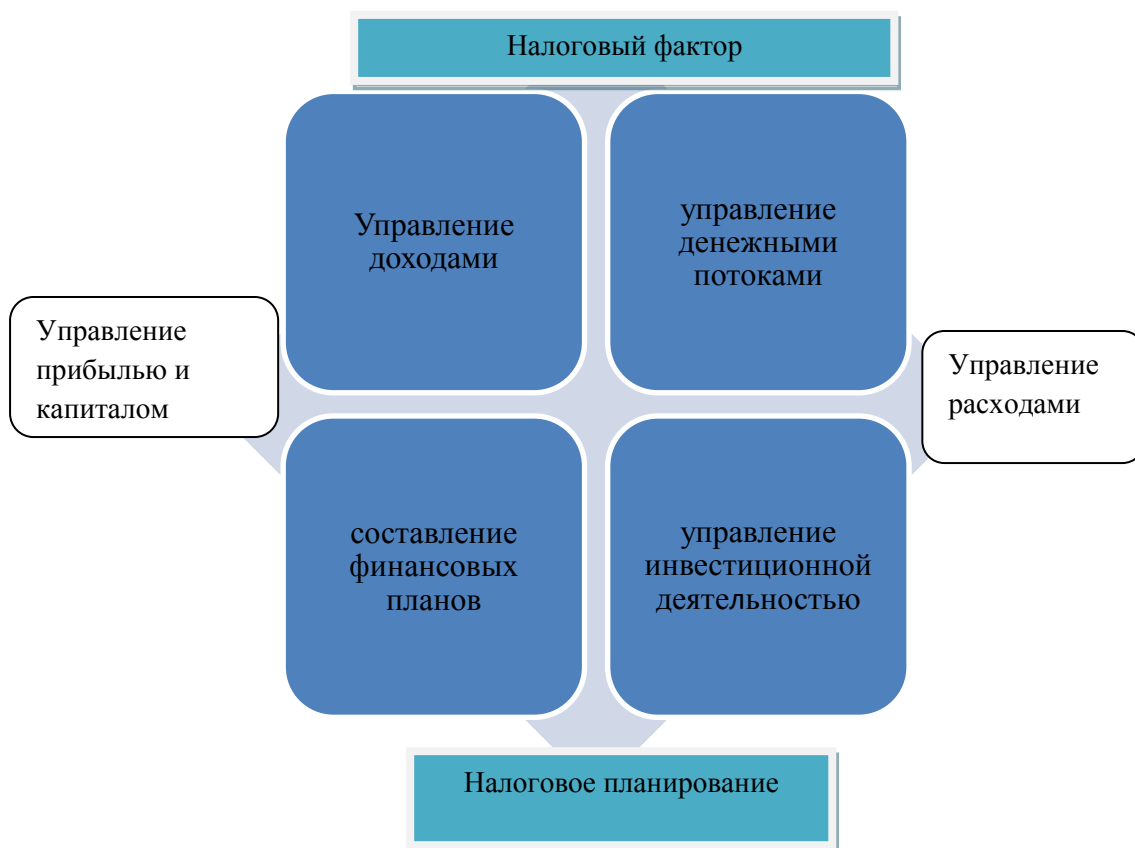 Налоговый фактор
Управление
доходами
управление
денежными
потоками
Управление
прибылью и
капиталом
Управление
расходами
составление
финансовых
планов
управление
инвестиционной
деятельностью
Налоговое планирование